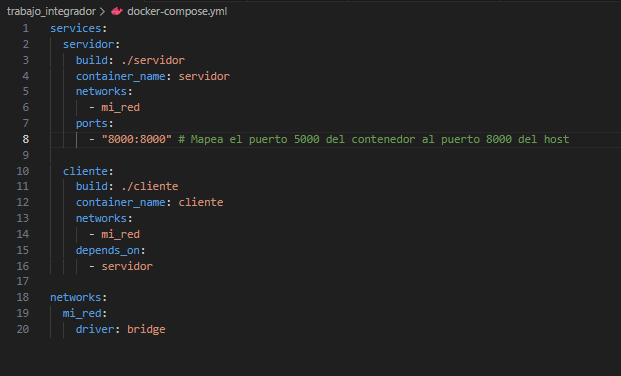 trabajo_integrador > docker-compose.yml
1 services:
2   servidor:
3     build: ./servidor
4     container_name: servidor
5     networks:
6       - mi_red
7     ports:
8       - "8000:8000" # Mapea el puerto 5000 del contenedor al puerto 8000 del host
9
10   cliente:
11     build: ./cliente
12     container_name: cliente
13     networks:
14       - mi_red
15     depends_on:
16       - servidor
17
18 networks:
19   mi_red:
20     driver: bridge